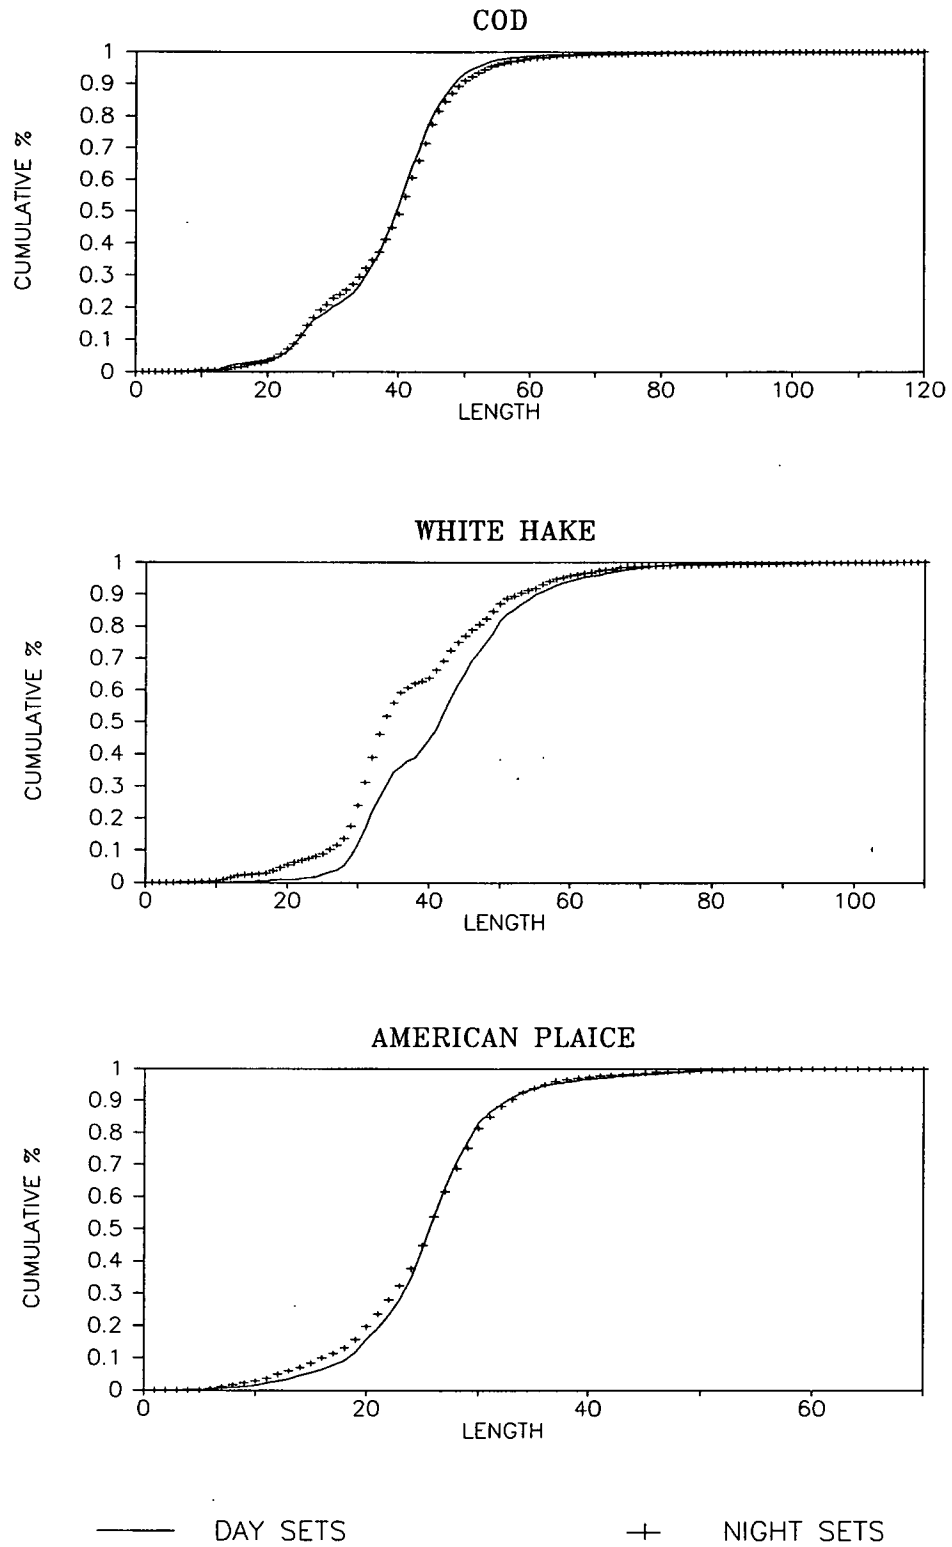 COD
1
0.9
0.8
0.7
0.6
0.5
0.4
0.3
0.2
0.1
0
CUMULATIVE %
0 20 40 60 80 100 120
LENGTH
WHITE HAKE
1
0.9
0.8
0.7
0.6
0.5
0.4
0.3
0.2
0.1
0
CUMULATIVE %
0 20 40 60 80 100
LENGTH
AMERICAN PLAICE
1
0.9
0.8
0.7
0.6
0.5
0.4
0.3
0.2
0.1
0
CUMULATIVE %
0 20 40 60
LENGTH
DAY SETS NIGHT SETS